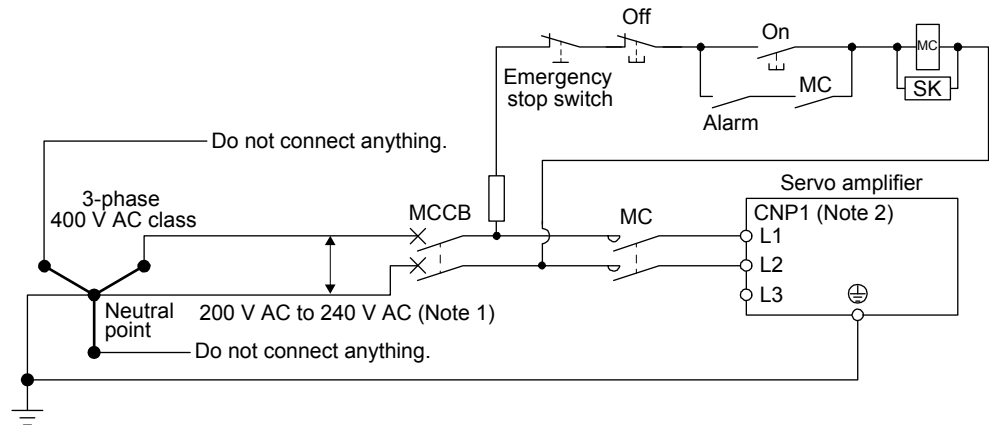 Off
On
MC
Emergency
stop switch
MC
SK
Alarm
Do not connect anything.
3-phase
400 V AC class
MCCB
MC
Servo amplifier
CNP1 (Note 2)
L1
L2
L3
Neutral
point
200 V AC to 240 V AC (Note 1)
Do not connect anything.